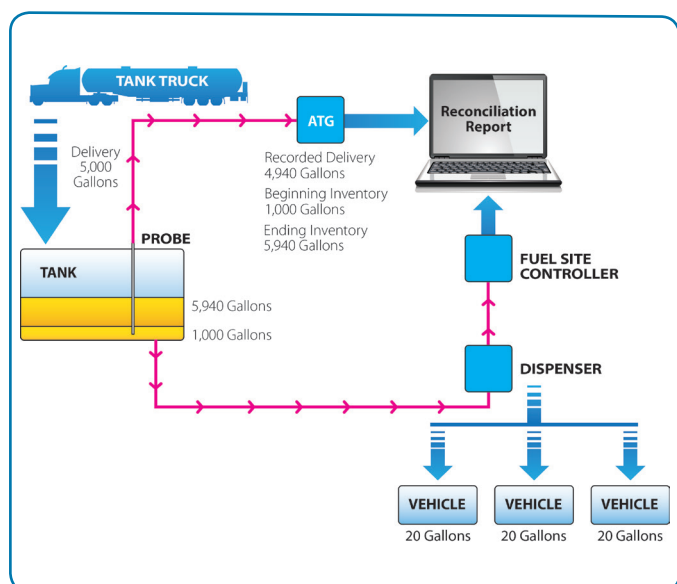 TANK TRUCK
Delivery
5,000
Gallons
ATG
Recorded Delivery
4,940 Gallons
Beginning Inventory
1,000 Gallons
Ending Inventory
5,940 Gallons
Reconciliation
Report
PROBE
TANK
5,940 Gallons
1,000 Gallons
FUEL SITE
CONTROLLER
DISPENSER
VEHICLE
20 Gallons
VEHICLE
20 Gallons
VEHICLE
20 Gallons